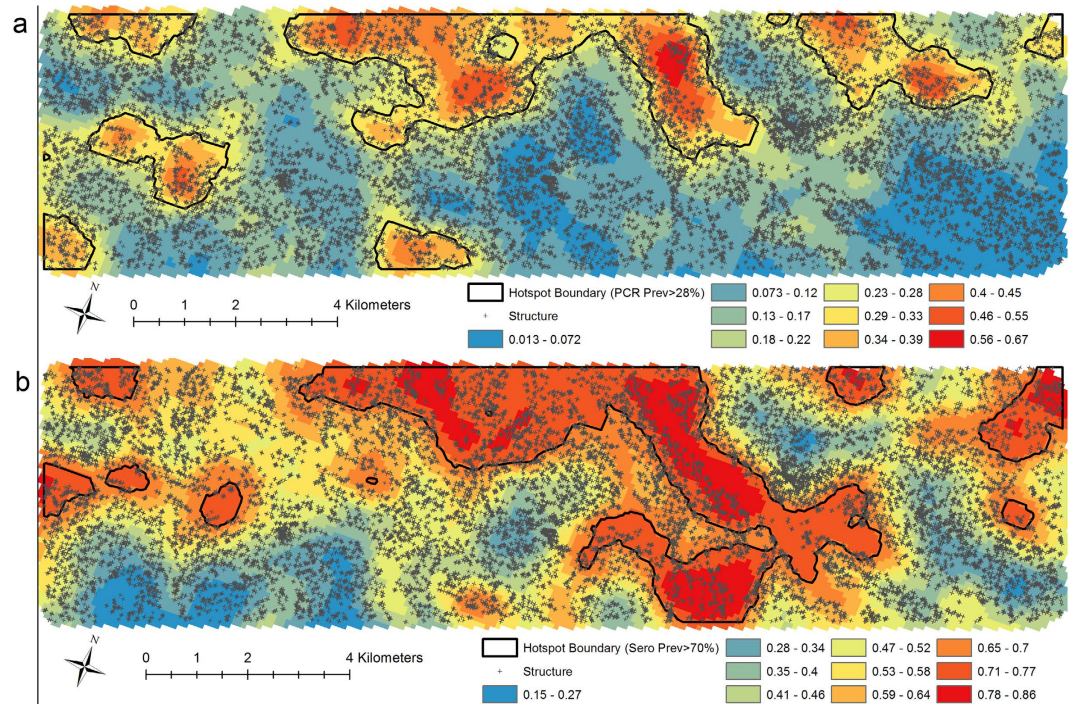 a
N
0 1 2 4 Kilometers
Hotspot Boundary (PCR Prev>28%)
Structure
0.013 - 0.072
0.073 - 0.12
0.13 - 0.17
0.18 - 0.22
0.23 - 0.28
0.29 - 0.33
0.34 - 0.39
0.4 - 0.45
0.46 - 0.55
0.56 - 0.67
b
N
0 1 2 4 Kilometers
Hotspot Boundary (Sero Prev>70%)
Structure
0.15 - 0.27
0.28 - 0.34
0.35 - 0.4
0.41 - 0.46
0.47 - 0.52
0.53 - 0.58
0.59 - 0.64
0.65 - 0.7
0.71 - 0.77
0.78 - 0.86